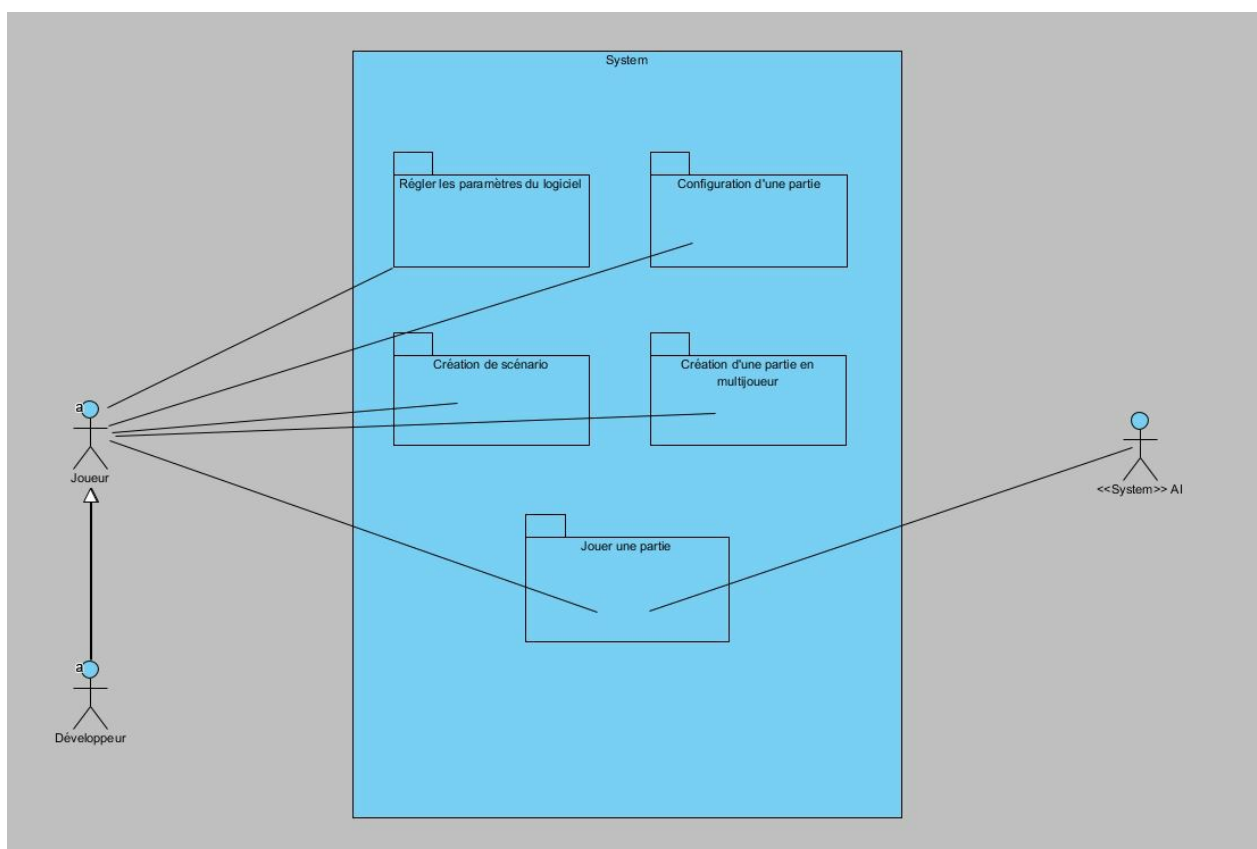 System
Régler les paramètres du logiciel
Configuration d'une partie
Création de scénario
Création d'une partie en
multijoueur
a
Joueur
<<System>> AI
Jouer une partie
a
Développeur